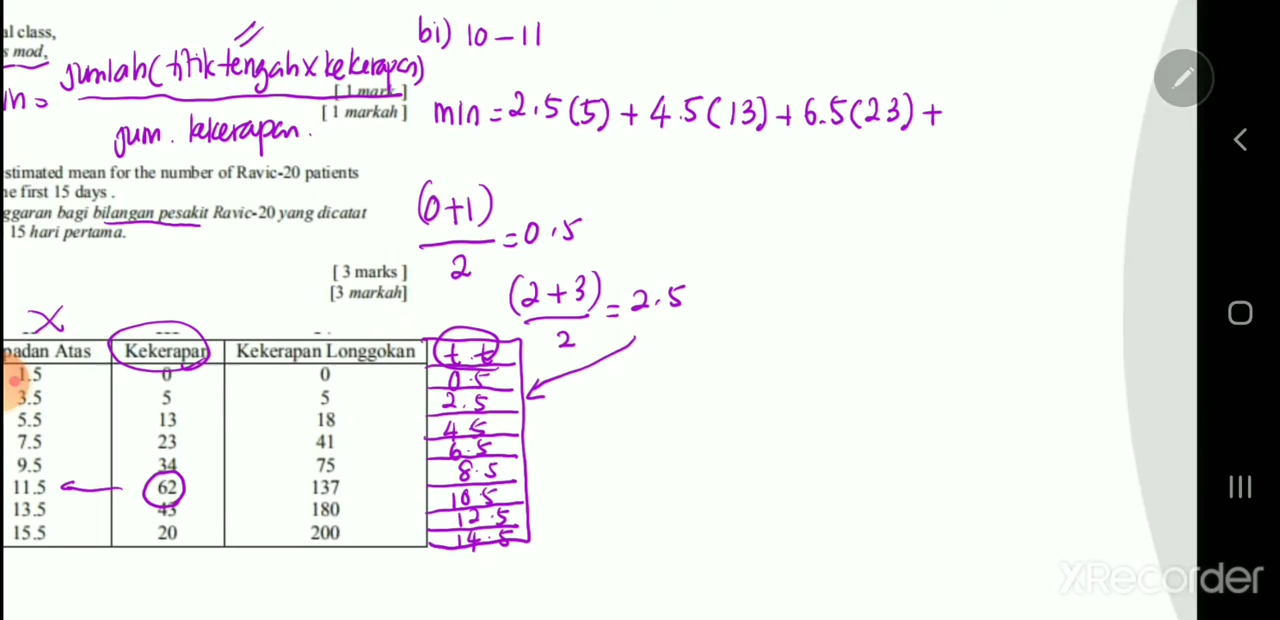 al class,
s mod,
bi) 10 - 11
jumlah (titik tengah x kekerapan)
m =
jum. kekerapan.
[ 1 mark ]
[ 1 markah ]
min = 2.5 (5) + 4.5 (13) + 6.5 (23) +
stimated mean for the number of Ravic-20 patients
ne first 15 days .
ggaran bagi bilangan pesakit Ravic-20 yang dicatat
15 hari pertama.
(0+1)
2
= 0.5
[ 3 marks ]
[3 markah]
(2+3)
2
= 2.5
x
padan Atas Kekerapan Kekerapan Longgokan t.t
1.5 0 0 0.5
3.5 5 5 2.5
5.5 13 18 4.5
7.5 23 41 6.5
9.5 34 75 8.5
11.5 62 137 10.5
13.5 43 180 12.5
15.5 20 200 14.5
XRecorder